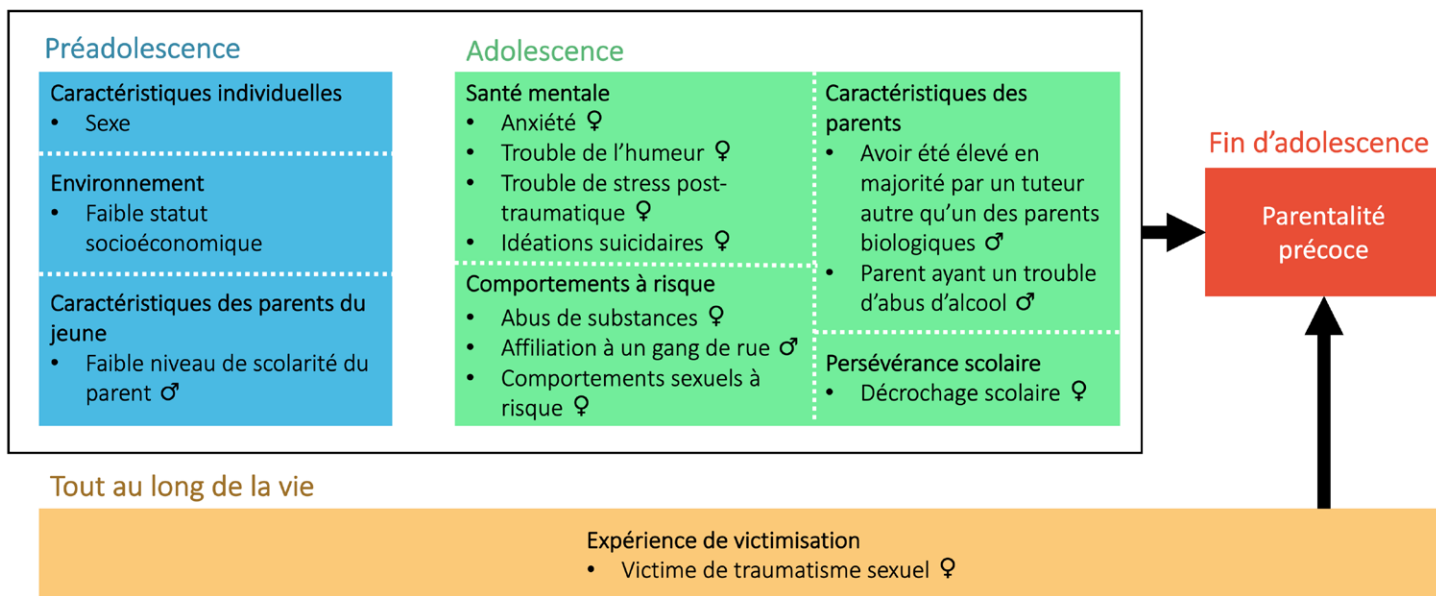 Préadolescence
Caractéristiques individuelles
• Sexe
Environnement
• Faible statut
socioéconomique
Caractéristiques des parents du
jeune
• Faible niveau de scolarité du
parent ♂
Adolescence
Santé mentale
• Anxiété ♀
• Trouble de l’humeur ♀
• Trouble de stress post-
traumatique ♀
• Idéations suicidaires ♀
Comportements à risque
• Abus de substances ♀
• Affiliation à un gang de rue ♂
• Comportements sexuels à
risque ♀
Caractéristiques des
parents
• Avoir été élevé en
majorité par un tuteur
autre qu’un des parents
biologiques ♂
• Parent ayant un trouble
d’abus d’alcool ♂
Persévérance scolaire
• Décrochage scolaire ♀
Fin d’adolescence
Parentalité
précoce
Tout au long de la vie
Expérience de victimisation
• Victime de traumatisme sexuel ♀